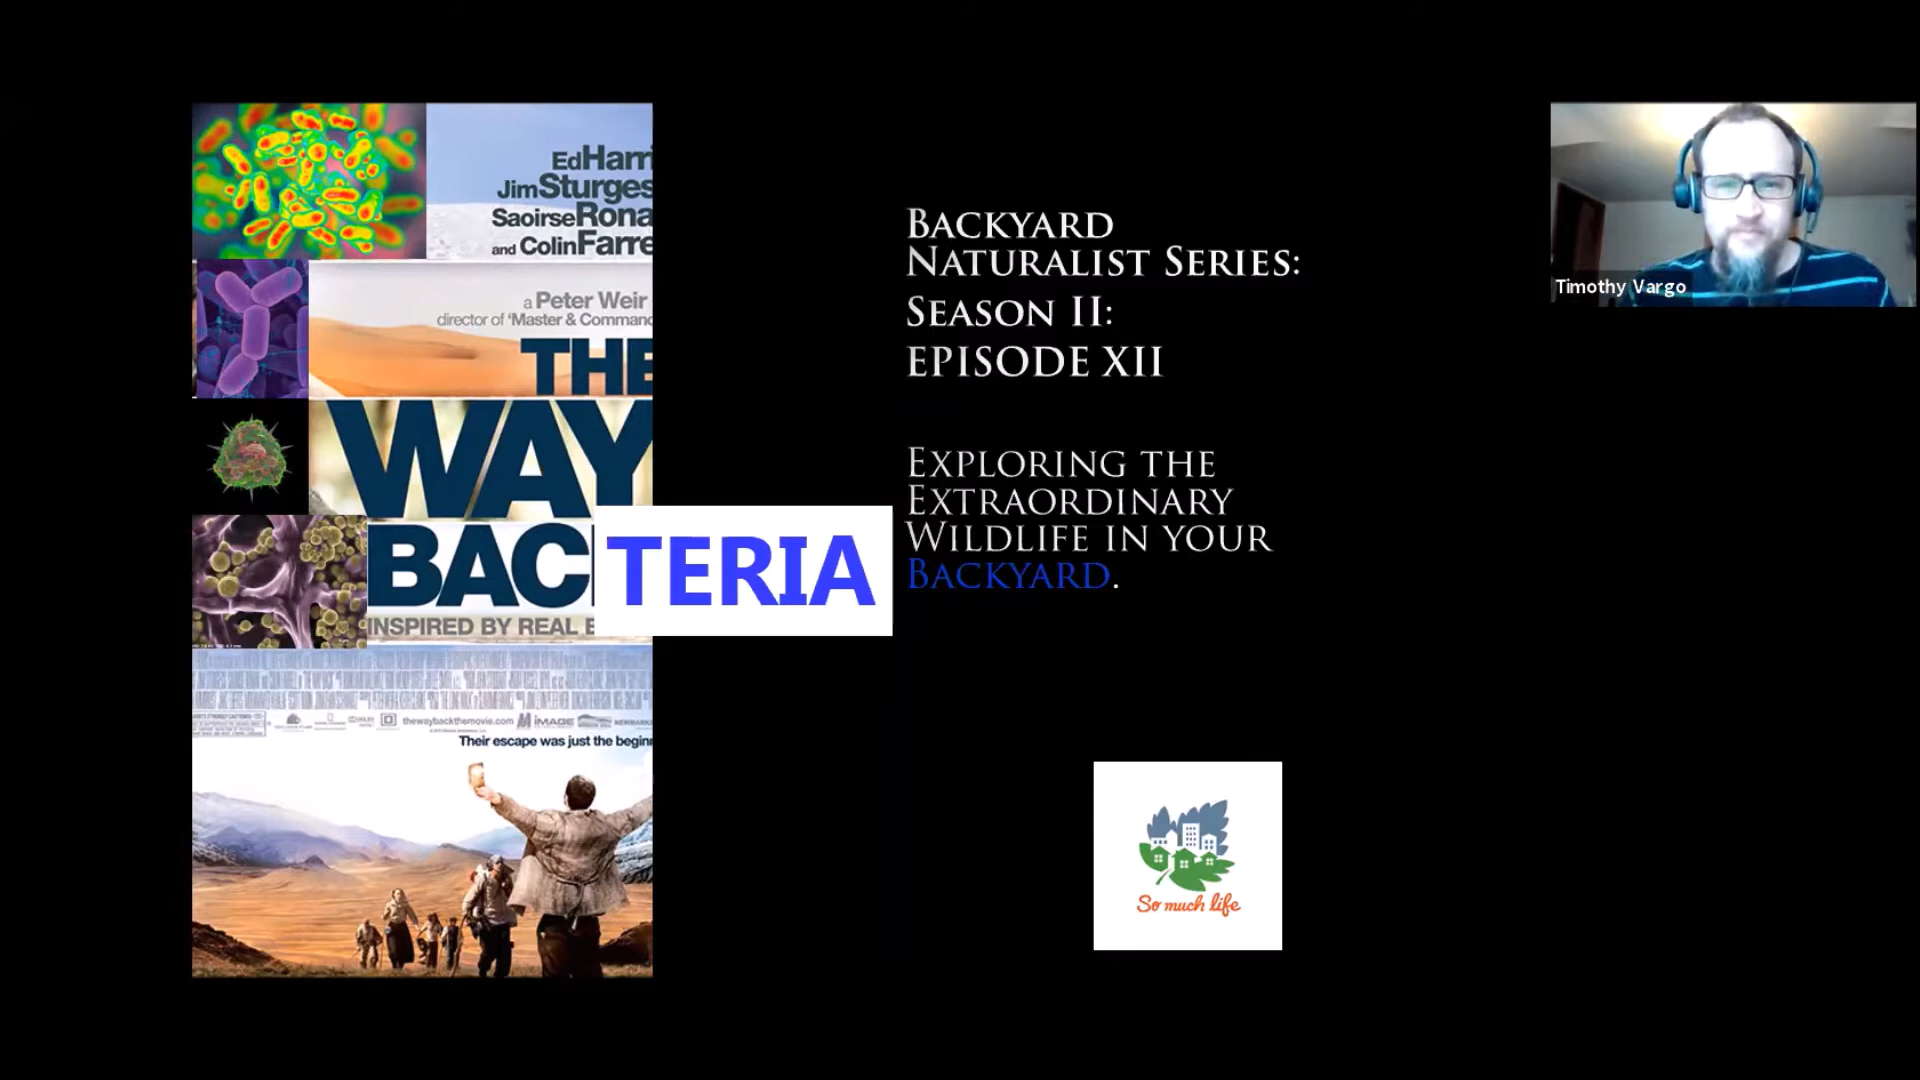 EdHarri
JimSturges
SaoirseRona
and ColinFarre
a Peter Weir
director of 'Master & Commanc
THE
WAY
BAC
TERIA
INSPIRED BY REAL E
thewaybackthemovie.com
IMAGE
NEWMARKE
Their escape was just the beginn
BACKYARD
NATURALIST SERIES:
SEASON II:
EPISODE XII
EXPLORING THE
EXTRAORDINARY
WILDLIFE IN YOUR
BACKYARD.
So much life
Timothy Vargo